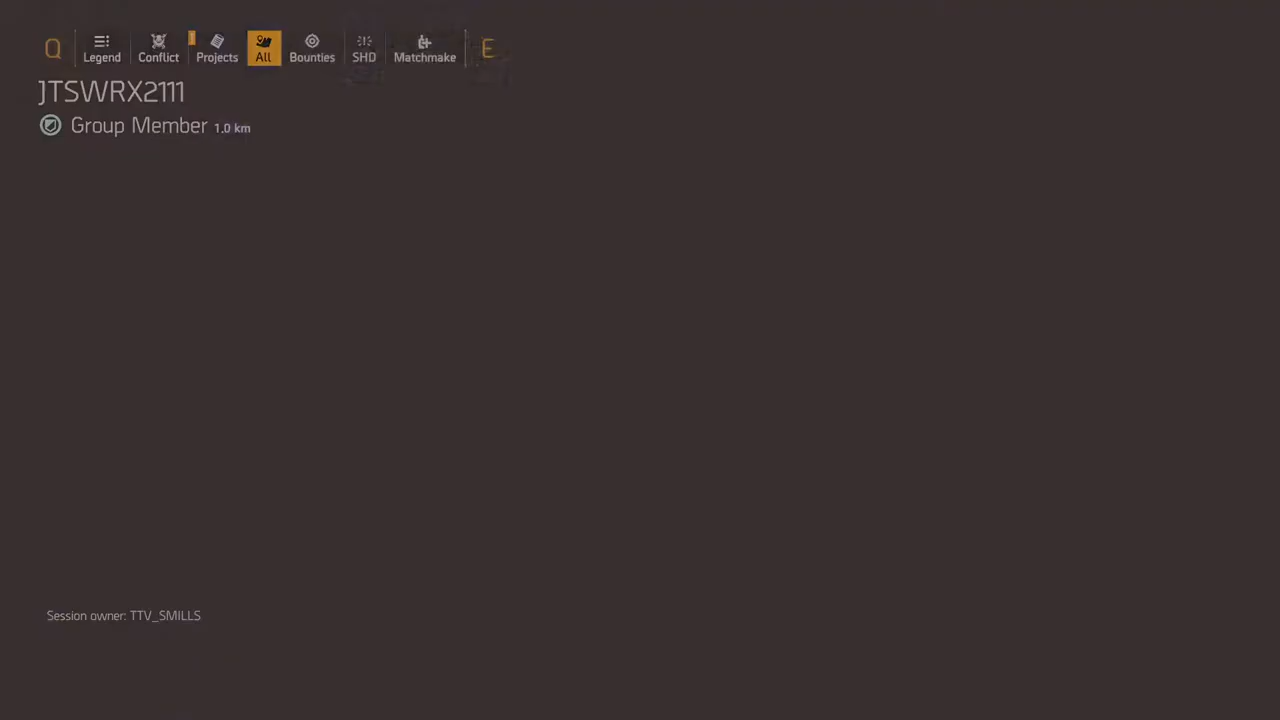 Q Legend Conflict Projects All Bounties SHD Matchmake E
JTSWRX2111
Group Member 1.0 km
Session owner: TTV_SMILLS